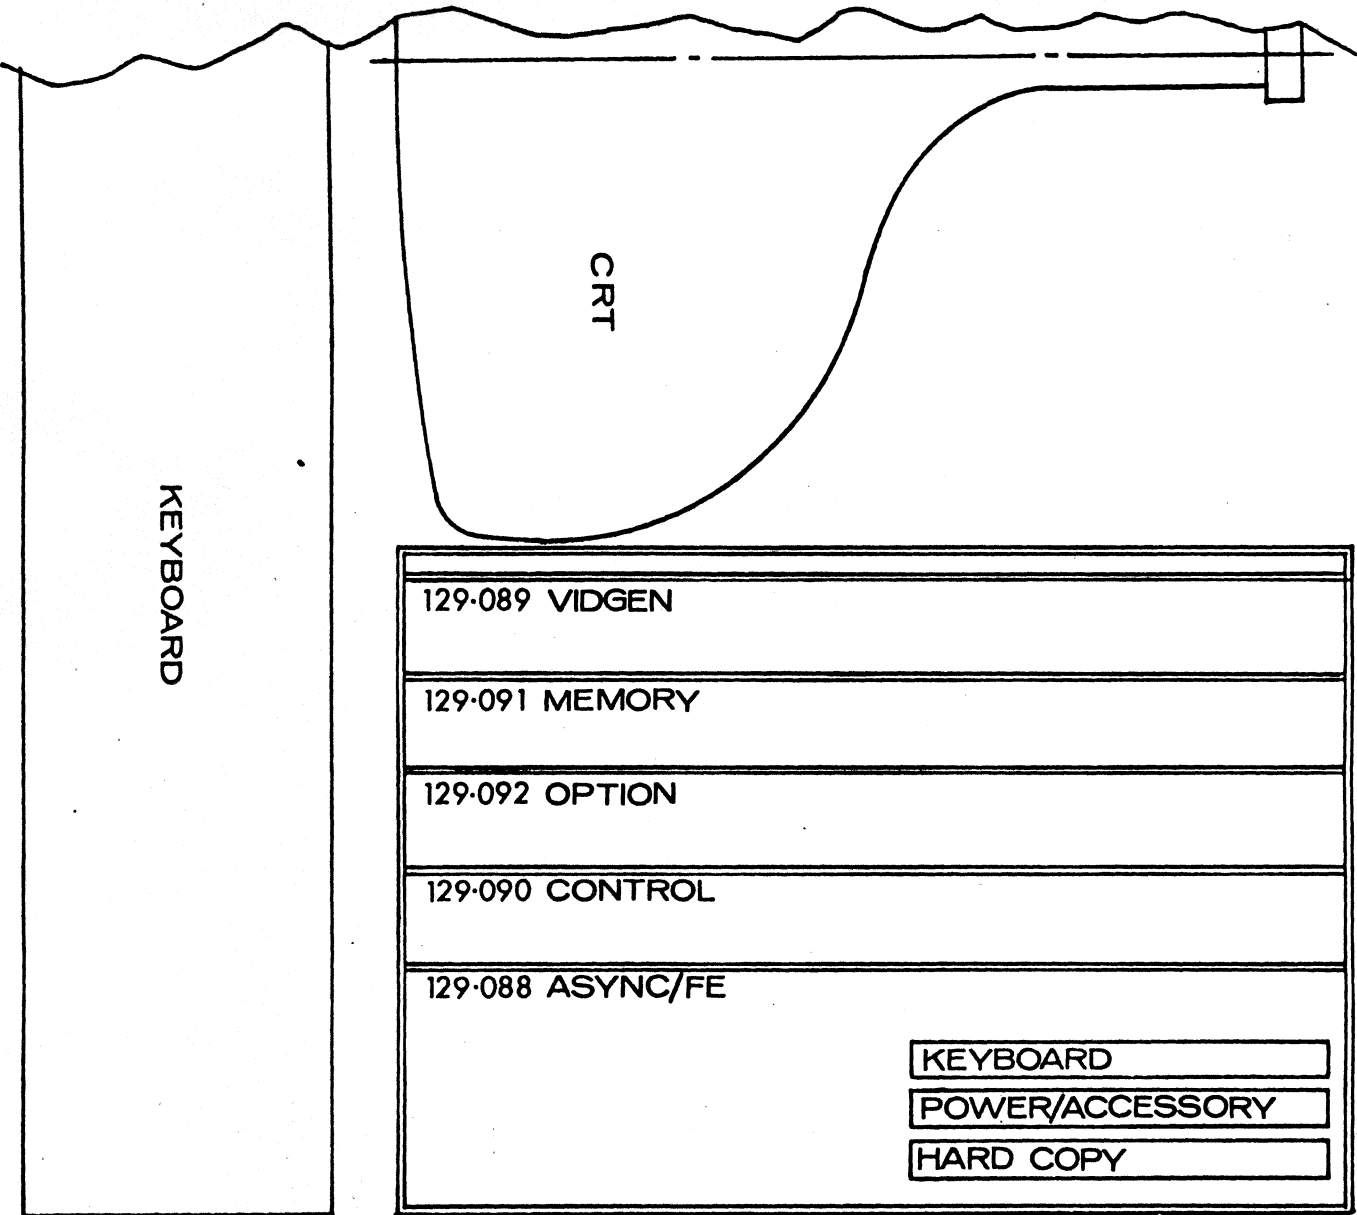 CRT
KEYBOARD
129·089 VIDGEN
129·091 MEMORY
129·092 OPTION
129·090 CONTROL
129·088 ASYNC/FE
KEYBOARD
POWER/ACCESSORY
HARD COPY